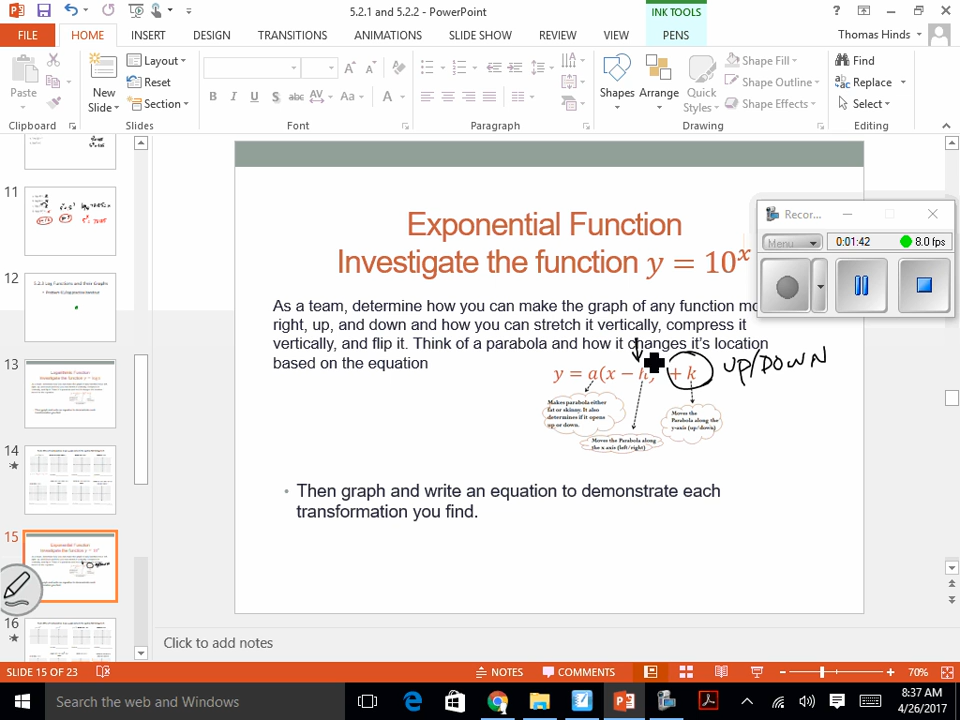 5.2.1 and 5.2.2 - PowerPoint
INK TOOLS
?
FILE
HOME
INSERT
DESIGN
TRANSITIONS
ANIMATIONS
SLIDE SHOW
REVIEW
VIEW
PENS
Thomas Hinds
Paste
New
Slide
Layout
Reset
Section
B I U S abc AV Aa A
Shapes
Arrange
Quick
Styles
Shape Fill
Shape Outline
Shape Effects
Find
Replace
Select
Clipboard
Slides
Font
Paragraph
Drawing
Editing
11
12
13
14
15
16
Exponential Function
Investigate the function y = 10^x
As a team, determine how you can make the graph of any function
right, up, and down and how you can stretch it vertically, compress it
vertically, and flip it. Think of a parabola and how it changes it's location
based on the equation
y = a(x − h) + k
UP/DOWN
Makes parabola either
fat or skinny. It also
determines if it opens
up or down.
Moves the Parabola along
the x axis (left/right)
Moves the
Parabola along the
y-axis (up/down)
• Then graph and write an equation to demonstrate each
transformation you find.
Recor...
Menu
0:01:42
8.0 fps
Click to add notes
SLIDE 15 OF 23
NOTES
COMMENTS
70%
Search the web and Windows
8:37 AM
4/26/2017